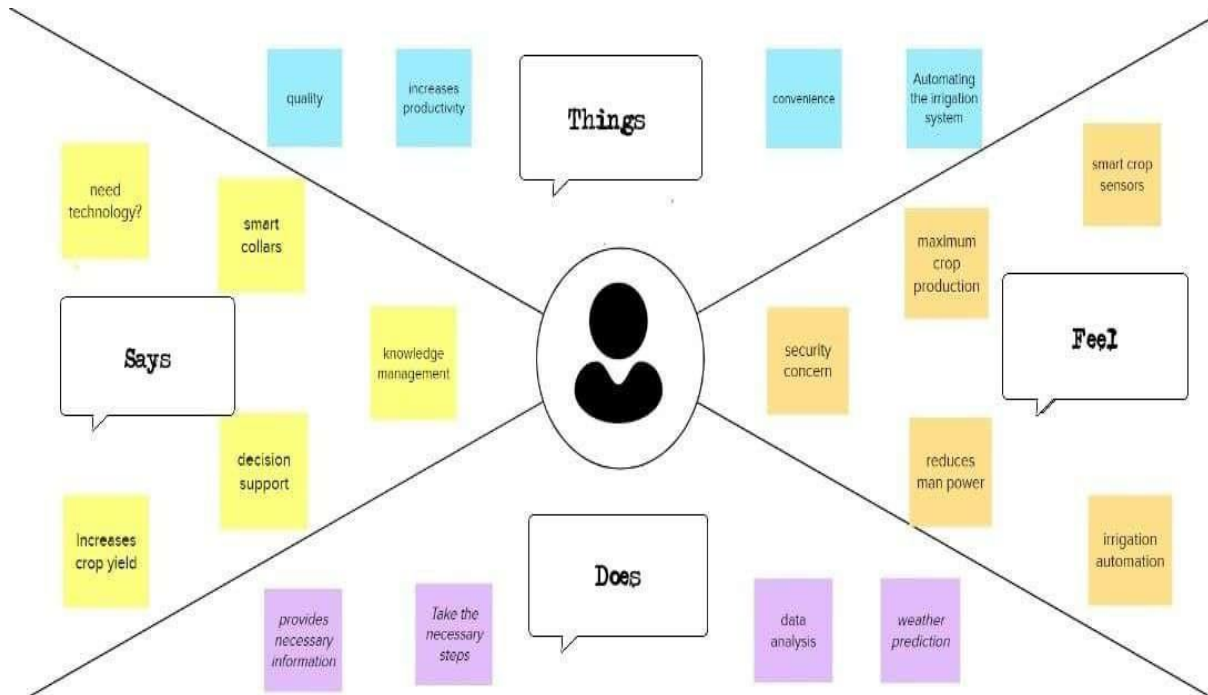 quality
increases
productivity
Things
convenience
Automating
the irrigation
system
need
technology?
smart
collars
Says
knowledge
management
decision
support
Increases
crop yield
smart crop
sensors
maximum
crop
production
security
concern
Feel
reduces
man power
irrigation
automation
Does
provides
necessary
information
Take the
necessary
steps
data
analysis
weather
prediction